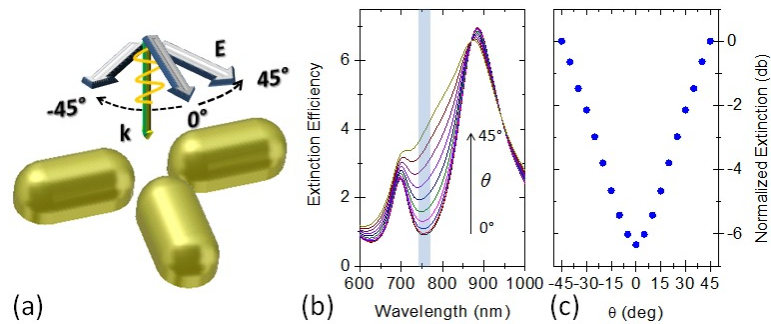 (a)
E
-45°
45°
0°
k
(b)
Extinction Efficiency
6
4
2
0
45°
θ
0°
600 700 800 900 1000
Wavelength (nm)
(c)
0
-2
-4
-6
Normalized Extinction (db)
-45 -30 -15 0 15 30 45
θ (deg)